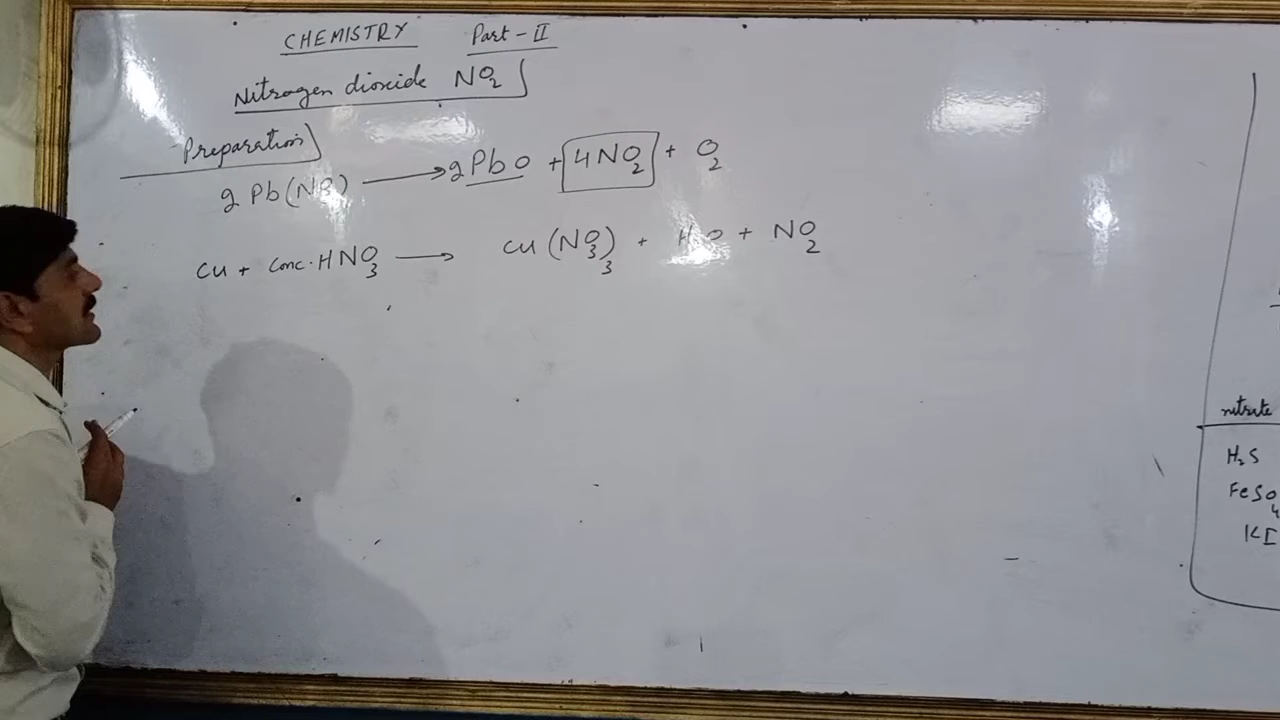 CHEMISTRY Part - II
Nitrogen dioxide NO2
Preparation
2 Pb(NO3) ⟶ 2PbO + 4NO2 + O2
Cu + Conc. HNO3 ⟶ Cu(NO3)3 + H2O + NO2
nitrate
H2S
FeSO4
KI